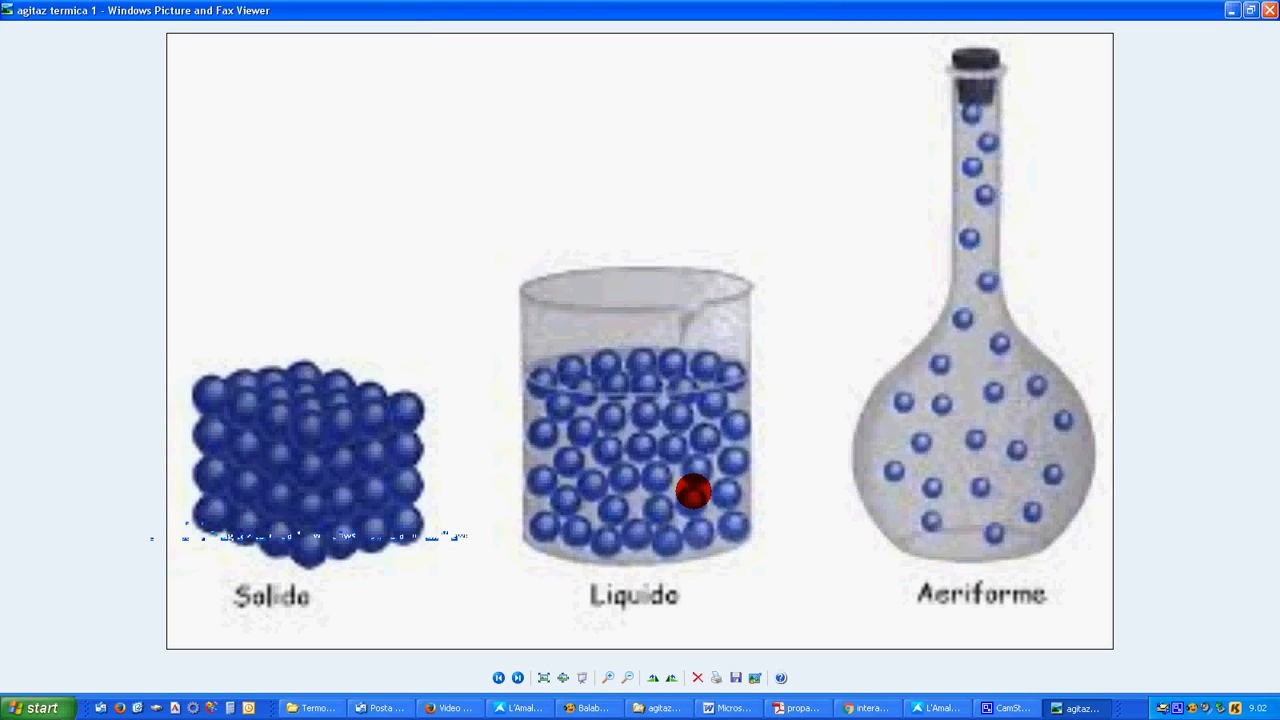 agitaz termica 1 - Windows Picture and Fax Viewer
Solido
Liquido
Aeriforme
start
Termo...
Posta ...
Video ...
L'Amal...
Balab...
agitaz...
Micros...
propa...
intera...
L'Amal...
CamSt...
agitaz...
9.02